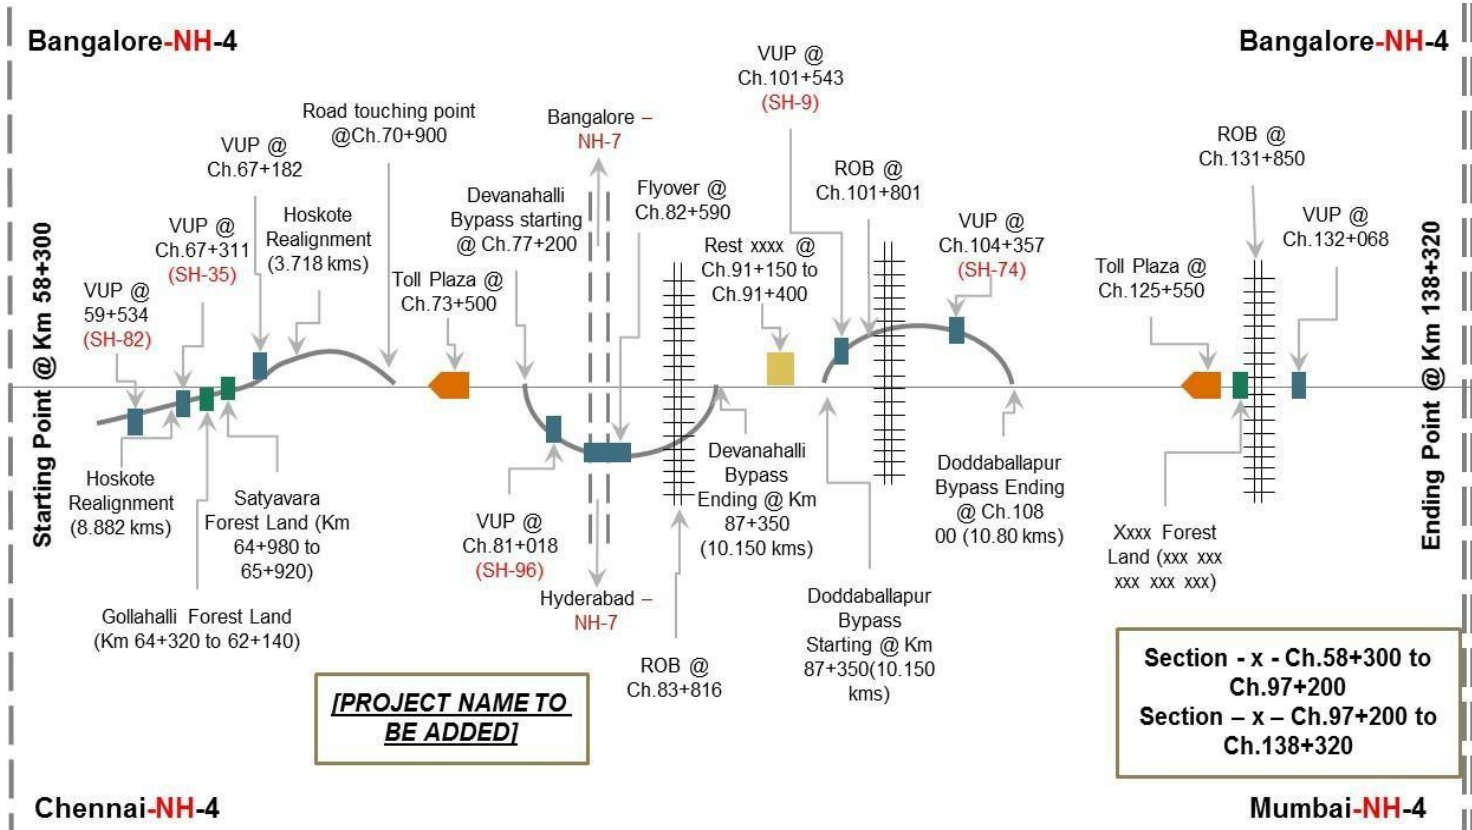 Bangalore-NH-4
Bangalore-NH-4
Starting Point @ Km 58+300
VUP @
59+534
(SH-82)
VUP @
Ch.67+311
(SH-35)
VUP @
Ch.67+182
Hoskote
Realignment
(3.718 kms)
Road touching point
@Ch.70+900
Toll Plaza @
Ch.73+500
Devanahalli
Bypass starting
@ Ch.77+200
Bangalore –
NH-7
Flyover @
Ch.82+590
Rest xxxx @
Ch.91+150 to
Ch.91+400
VUP @
Ch.101+543
(SH-9)
ROB @
Ch.101+801
VUP @
Ch.104+357
(SH-74)
Toll Plaza @
Ch.125+550
ROB @
Ch.131+850
VUP @
Ch.132+068
Ending Point @ Km 138+320
Hoskote
Realignment
(8.882 kms)
Satyavara
Forest Land (Km
64+980 to
65+920)
Gollahalli Forest Land
(Km 64+320 to 62+140)
VUP @
Ch.81+018
(SH-96)
Hyderabad –
NH-7
ROB @
Ch.83+816
Devanahalli
Bypass
Ending @ Km
87+350
(10.150 kms)
Doddaballapur
Bypass
Starting @ Km
87+350(10.150
kms)
Doddaballapur
Bypass Ending
@ Ch.108
00 (10.80 kms)
Xxxx Forest
Land (xxx xxx
xxx xxx xxx)
[PROJECT NAME TO
BE ADDED]
Section - x - Ch.58+300 to
Ch.97+200
Section – x – Ch.97+200 to
Ch.138+320
Chennai-NH-4
Mumbai-NH-4